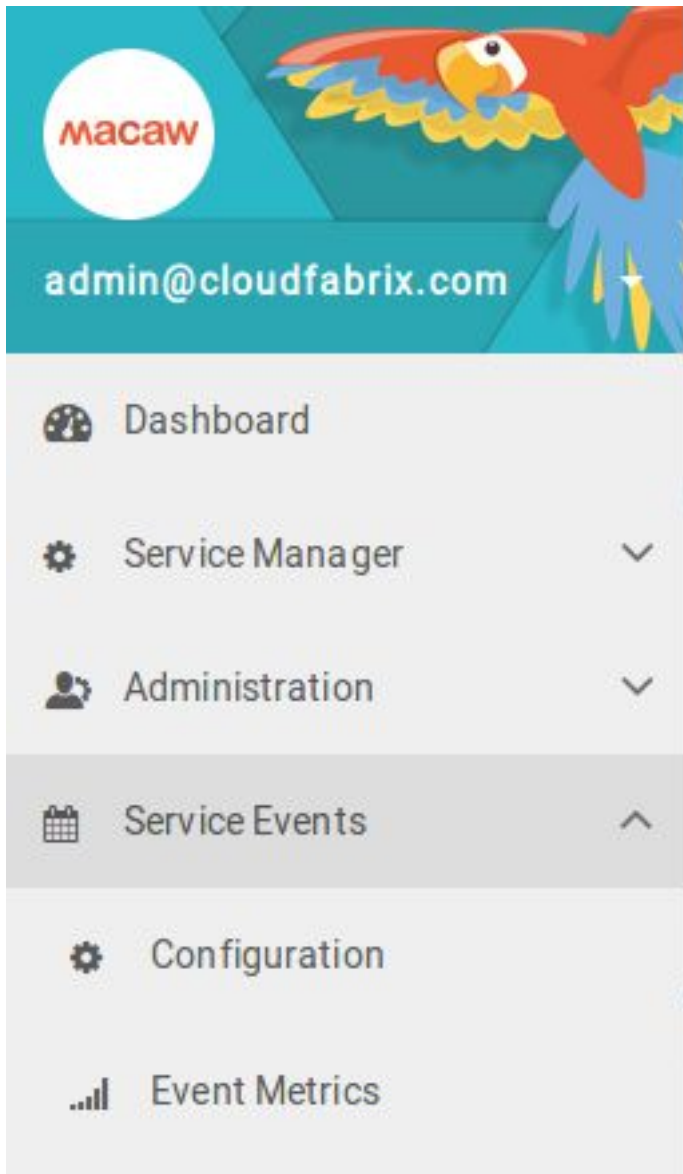 Macaw
admin@cloudfabrix.com
Dashboard
Service Manager
Administration
Service Events
Configuration
Event Metrics